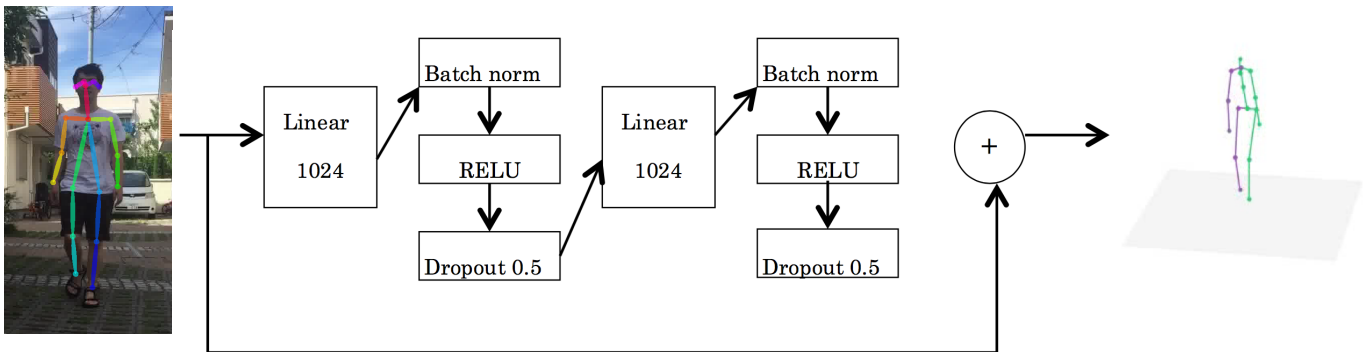 Linear
1024
Batch norm
RELU
Dropout 0.5
Linear
1024
Batch norm
RELU
Dropout 0.5
+